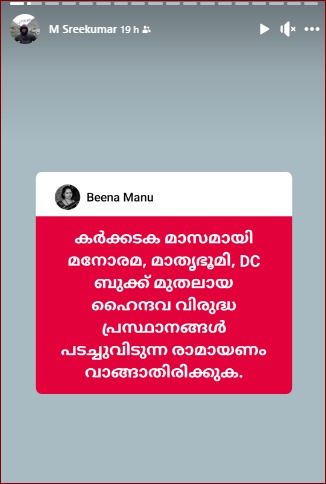 M Sreekumar 19 h
Beena Manu
കർക്കടക മാസമായി
മനോരമ, മാതൃഭൂമി, DC
ബുക്ക് മുതലായ
ഹൈന്ദവ വിരുദ്ധ
പ്രസ്ഥാനങ്ങൾ
പടച്ചുവിടുന്ന രാമായണം
വാങ്ങാതിരിക്കുക.